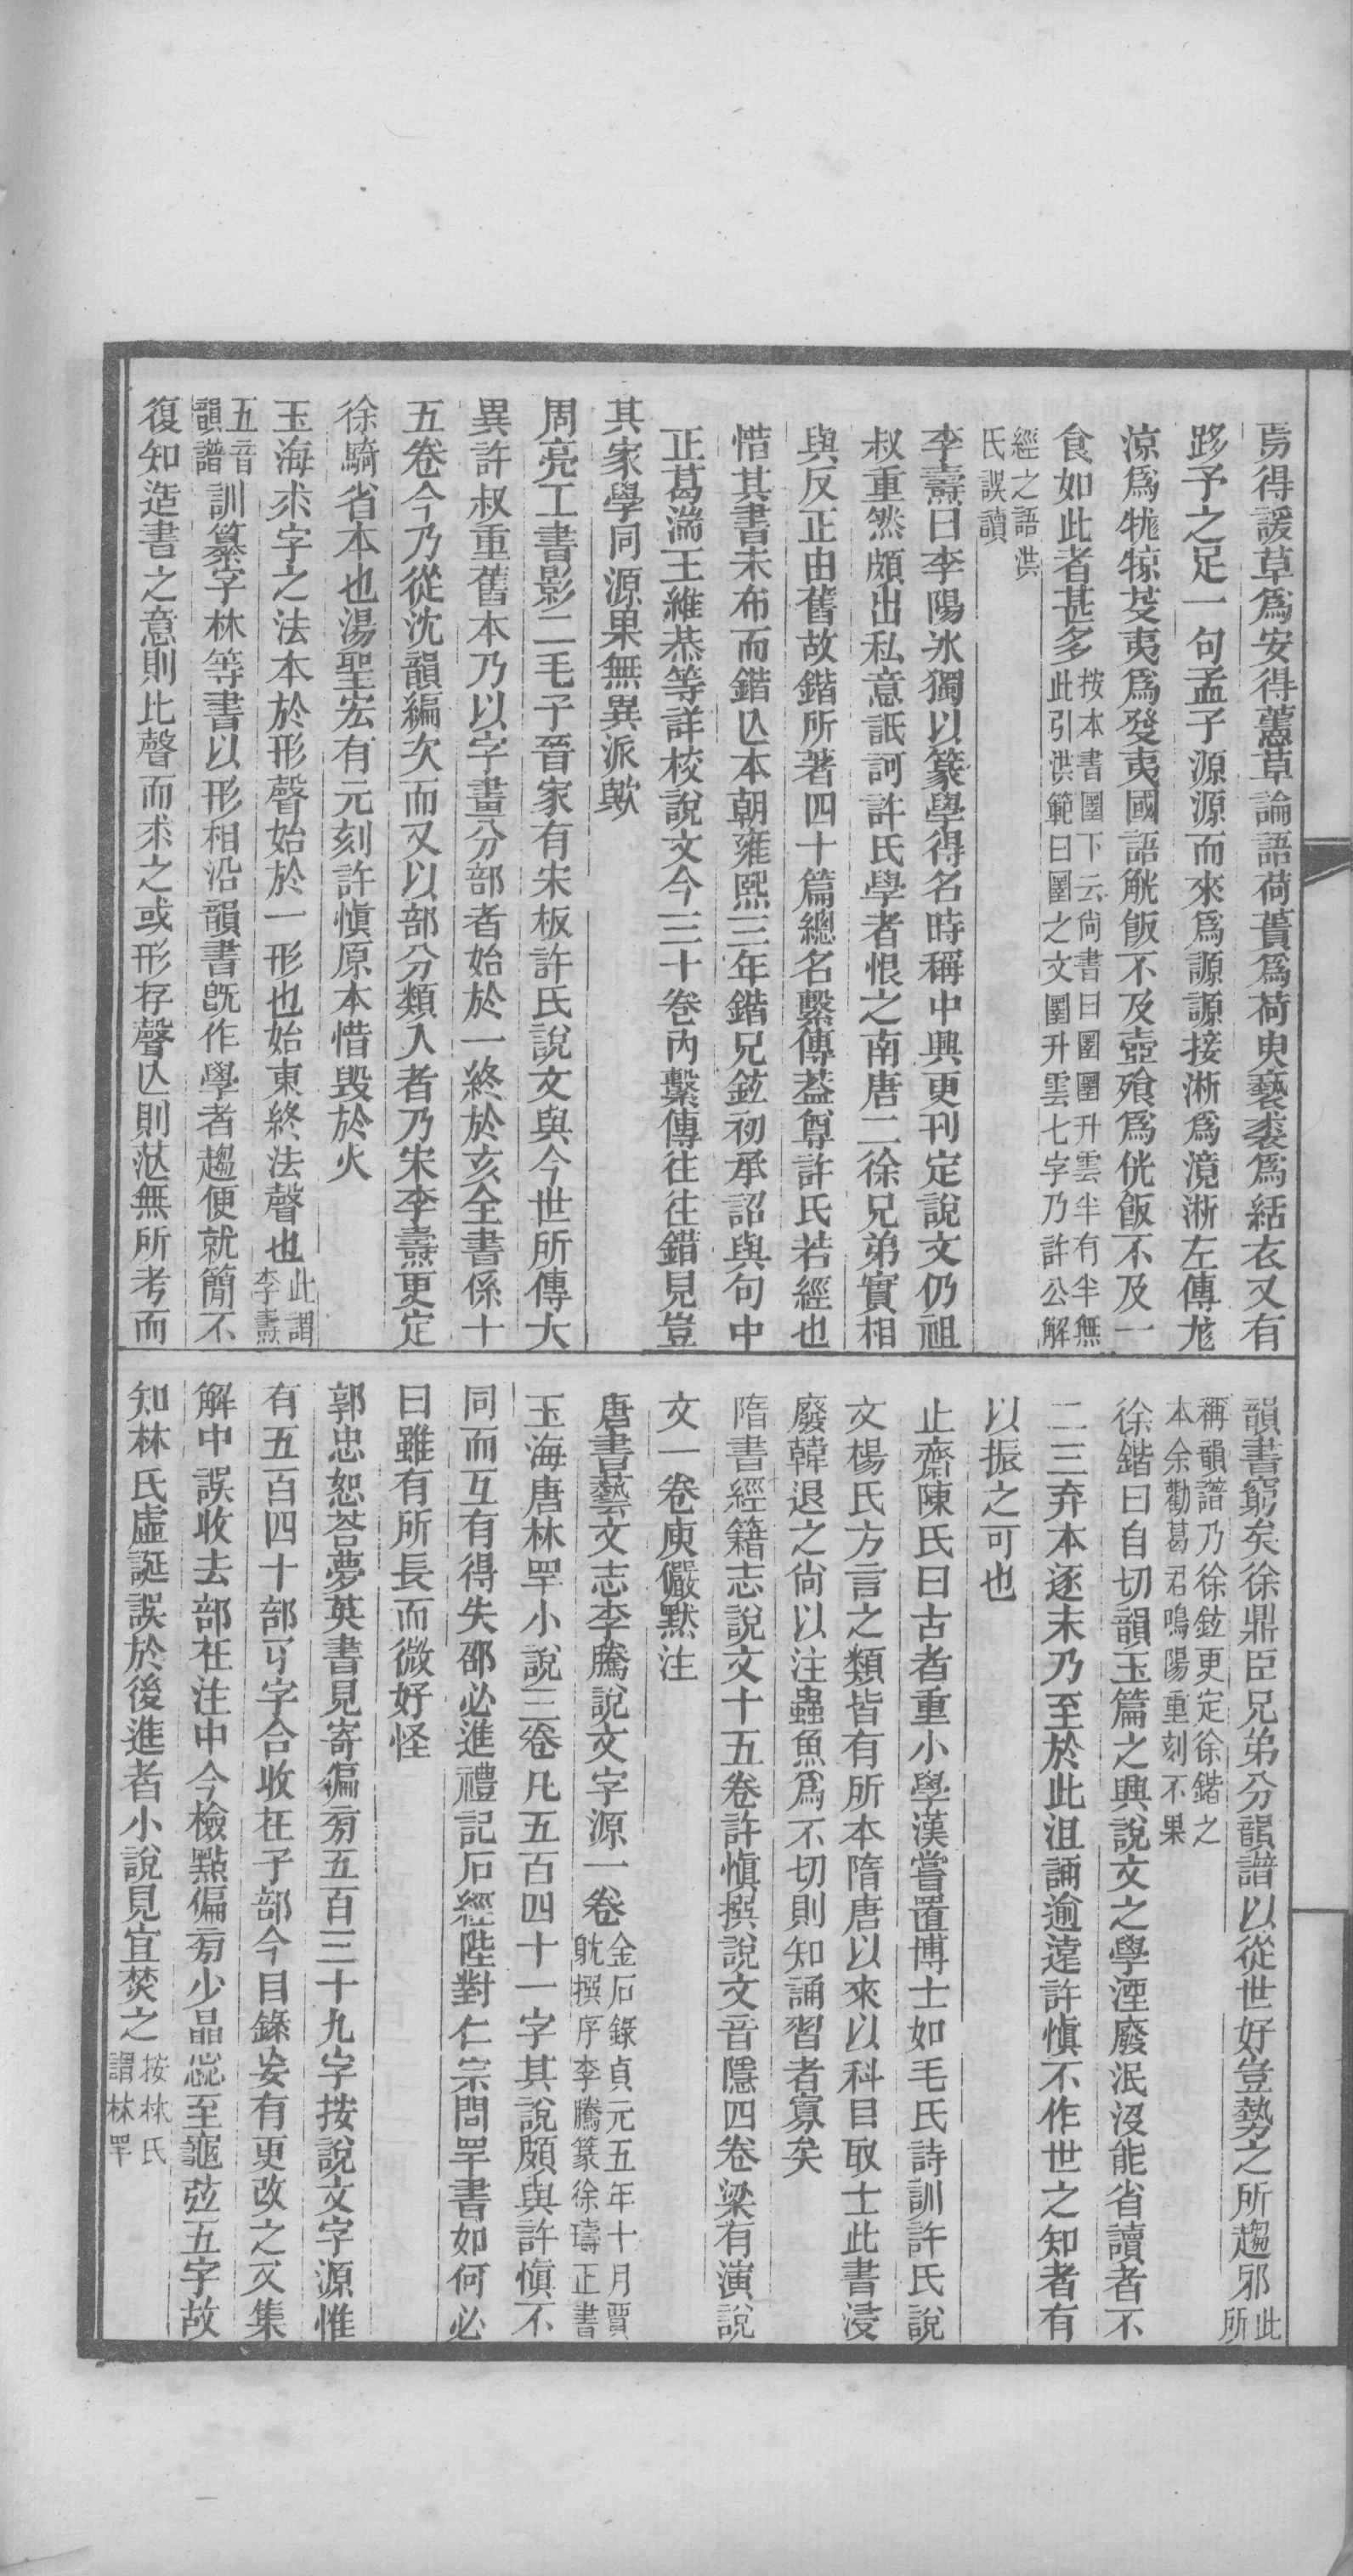 焉得諼草爲安得藼草論語荷蕢爲荷臾褻裘爲結衣又有
跢予之足一句孟子源源而來爲謜謜接淅爲滰淅左傳尨
涼爲牻㹁芟夷爲癹夷國語觥飯不及壺飱爲侊飯不及一
食如此者甚多按本書圛下云尙書曰圛圛升雲半有半無此引洪範曰圛之文圛升雲七字乃許公解
經之語洪氏誤讀
李燾曰李陽冰獨以篆學得名時稱中興更刊定說文仍祖
叔重然頗出私意詆訶許氏學者恨之南唐二徐兄弟實相
與反正由舊故鍇所著四十篇總名繫傳葢尊許氏若經也
惜其書未布而鍇亾本朝雍熙三年鍇兄鉉初承詔與句中
正葛湍王維恭等詳校說文今三十卷內繫傳往往錯見豈
其家學同源果無異派歟
周亮工書影二毛子晉家有宋板許氏說文與今世所傳大
異許叔重舊本乃以字畫分部者始於一終於亥全書係十
五卷今乃從沈韻編次而又以部分類入者乃宋李燾更定
徐騎省本也湯聖宏有元刻許愼原本惜毀於火
玉海求字之法本於形聲始於一形也始東終法聲也此謂李燾
五音韻譜訓纂字林等書以形相沿韻書旣作學者趨便就簡不
復知造書之意則比聲而求之或形存聲亾則茫無所考而
韻書窮矣徐鼎臣兄弟分韻譜以從世好豈勢之所趨邪此所
稱韻譜乃徐鉉更定徐鍇之本余勸葛君鳴陽重刻不果
徐鍇曰自切韻玉篇之興說文之學湮廢泯沒能省讀者不
二三弃本逐末乃至於此沮誦逾遠許愼不作世之知者有
以振之可也
止齋陳氏曰古者重小學漢嘗置博士如毛氏詩訓許氏說
文楊氏方言之類皆有所本隋唐以來以科目取士此書浸
廢韓退之尙以注蟲魚爲不切則知誦習者寡矣
隋書經籍志說文十五卷許愼撰說文音隱四卷梁有演說
文一卷庾儼默注
唐書藝文志李騰說文字源一卷金石錄貞元五年十月賈躭撰序李騰篆徐璹正書
玉海唐林罕小說三卷凡五百四十一字其說頗與許愼不
同而互有得失邵必進禮記石經陛對仁宗問罕書如何必
曰雖有所長而微好怪
郭忠恕荅夢英書見寄偏㫄五百三十九字按說文字源惟
有五百四十部𠫓字合收在子部今目錄妄有更改之又集
解中誤收去部在注中今檢點偏㫄少晶惢至龜弦五字故
知林氏虛誕誤於後進者小說見宜焚之按林氏謂林罕